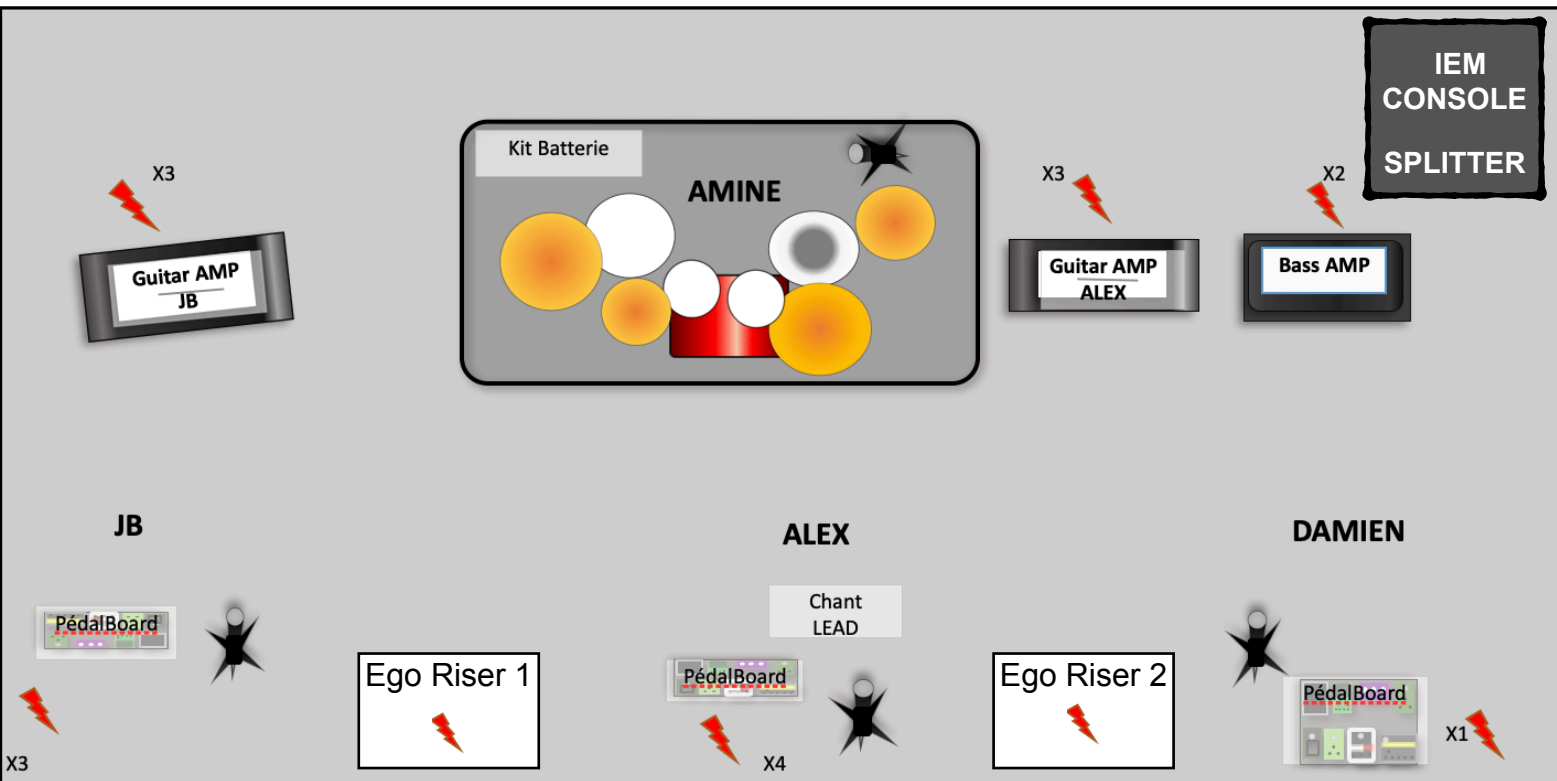 IEM
CONSOLE
SPLITTER
Kit Batterie
AMINE
X3
X3
X2
Guitar AMP
JB
Guitar AMP
ALEX
Bass AMP
JB
ALEX
DAMIEN
Chant
LEAD
PédalBoard
Ego Riser 1
PédalBoard
Ego Riser 2
PédalBoard
X3
X4
X1